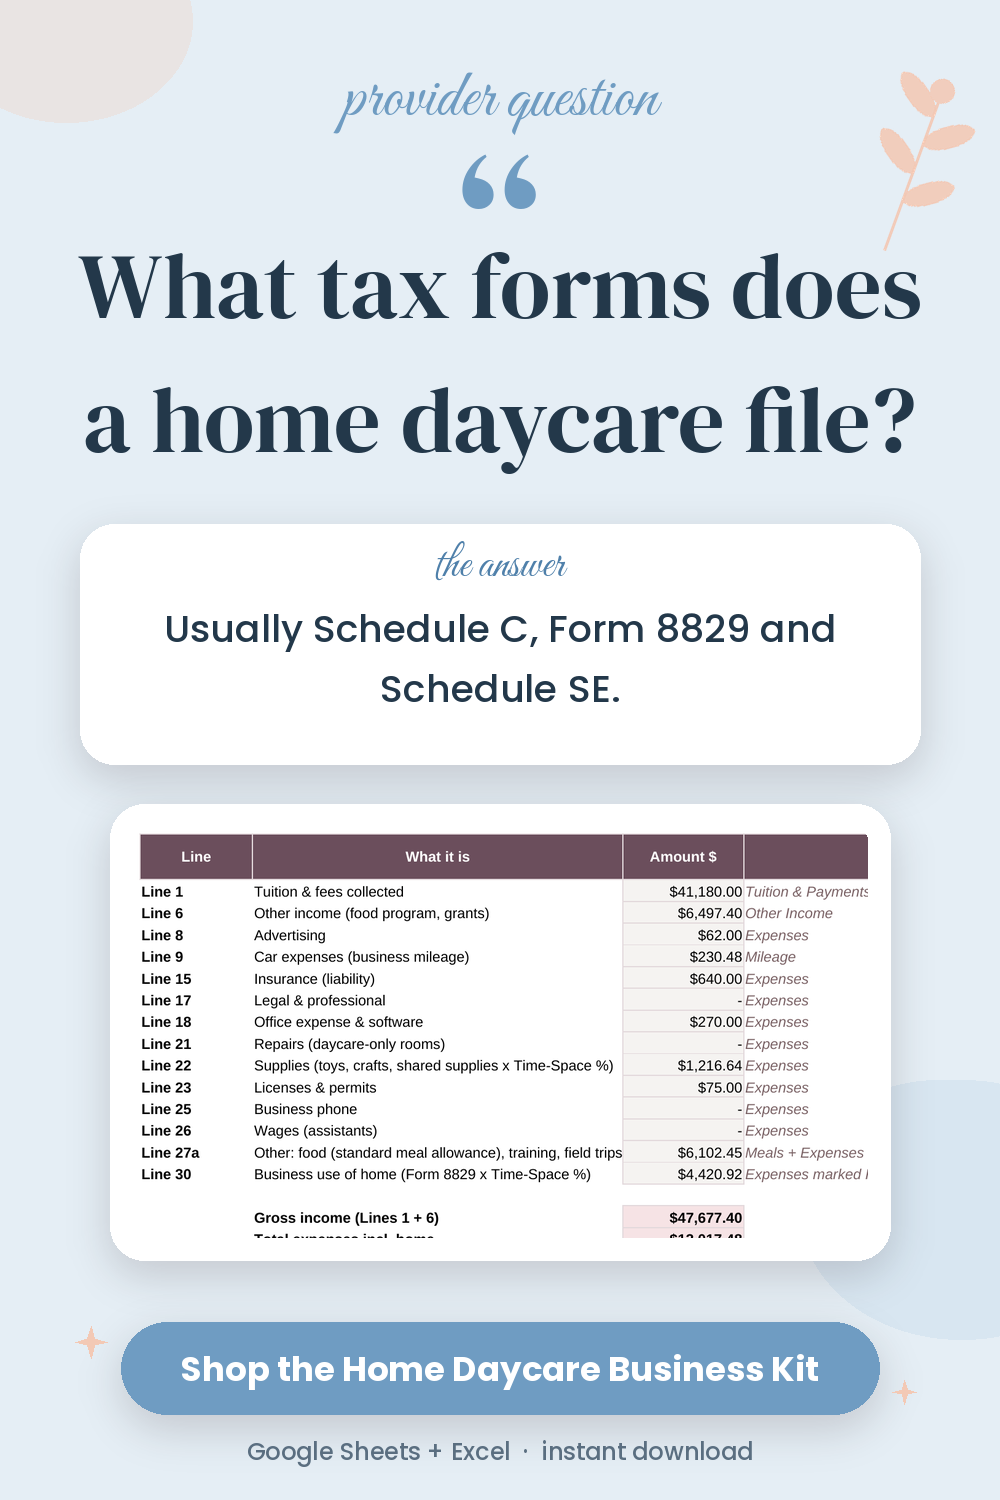 provider question
“
What tax forms does
a home daycare file?
the answer
Usually Schedule C, Form 8829 and
Schedule SE.
Line What it is Amount $
Line 1 Tuition & fees collected $41,180.00 Tuition & Payments
Line 6 Other income (food program, grants) $6,497.40 Other Income
Line 8 Advertising $62.00 Expenses
Line 9 Car expenses (business mileage) $230.48 Mileage
Line 15 Insurance (liability) $640.00 Expenses
Line 17 Legal & professional - Expenses
Line 18 Office expense & software $270.00 Expenses
Line 21 Repairs (daycare-only rooms) - Expenses
Line 22 Supplies (toys, crafts, shared supplies x Time-Space %) $1,216.64 Expenses
Line 23 Licenses & permits $75.00 Expenses
Line 25 Business phone - Expenses
Line 26 Wages (assistants) - Expenses
Line 27a Other: food (standard meal allowance), training, field trips $6,102.45 Meals + Expenses
Line 30 Business use of home (Form 8829 x Time-Space %) $4,420.92 Expenses marked
Gross income (Lines 1 + 6) $47,677.40
Total expenses incl. home
Shop the Home Daycare Business Kit
Google Sheets + Excel · instant download